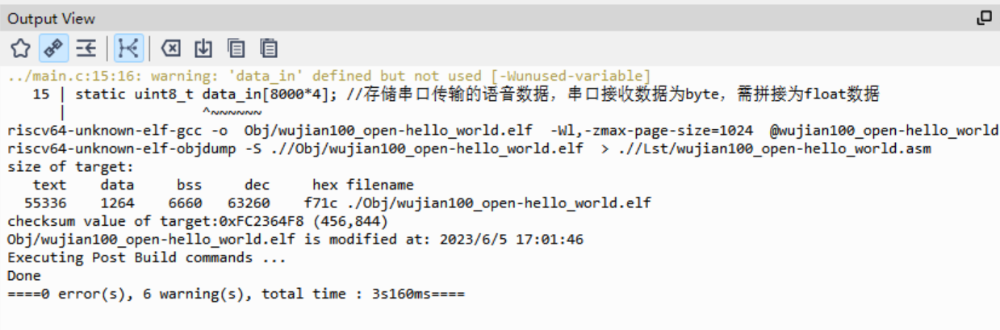 Output View
../main.c:15:16: warning: 'data_in' defined but not used [-Wunused-variable]
   15 | static uint8_t data_in[8000*4]; //存储串口传输的语音数据，串口接收数据为byte，需拼接为float数据
      |                ^~~~~~~
riscv64-unknown-elf-gcc -o  Obj/wujian100_open-hello_world.elf  -Wl,-zmax-page-size=1024  @wujian100_open-hello_world
riscv64-unknown-elf-objdump -S .//Obj/wujian100_open-hello_world.elf  > .//Lst/wujian100_open-hello_world.asm
size of target:
   text    data     bss     dec     hex filename
  55336    1264    6660   63260    f71c ./Obj/wujian100_open-hello_world.elf
checksum value of target:0xFC2364F8 (456,844)
Obj/wujian100_open-hello_world.elf is modified at: 2023/6/5 17:01:46
Executing Post Build commands ...
Done
====0 error(s), 6 warning(s), total time : 3s160ms====